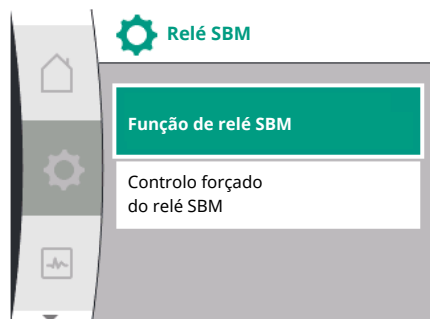 Relé SBM
Função de relé SBM
Controlo forçado
do relé SBM